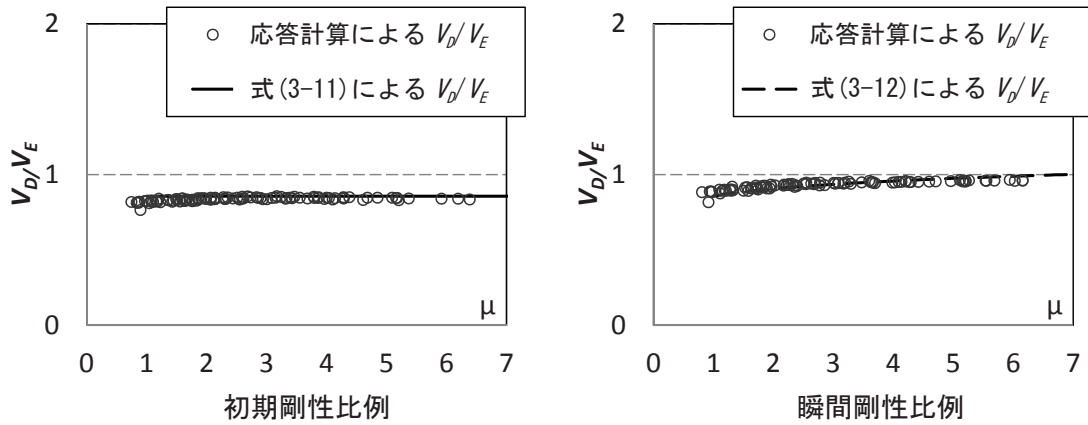 2
応答計算による V_D/V_E
式(3-11)による V_D/V_E
V_D/V_E
1
μ
0
0 1 2 3 4 5 6 7
初期剛性比例
2
応答計算による V_D/V_E
式(3-12)による V_D/V_E
V_D/V_E
1
μ
0
0 1 2 3 4 5 6 7
瞬間剛性比例